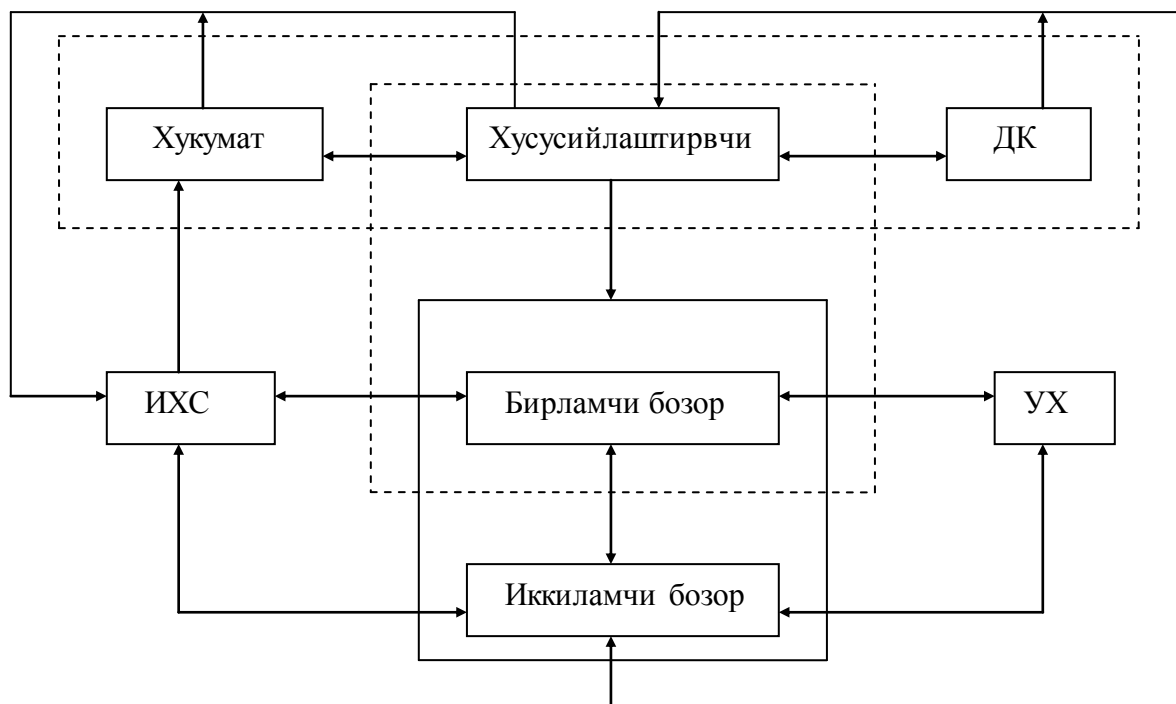 Хукумат
Хусусийлаштирвчи
ДК
ИХС
Бирламчи бозор
УХ
Иккиламчи бозор